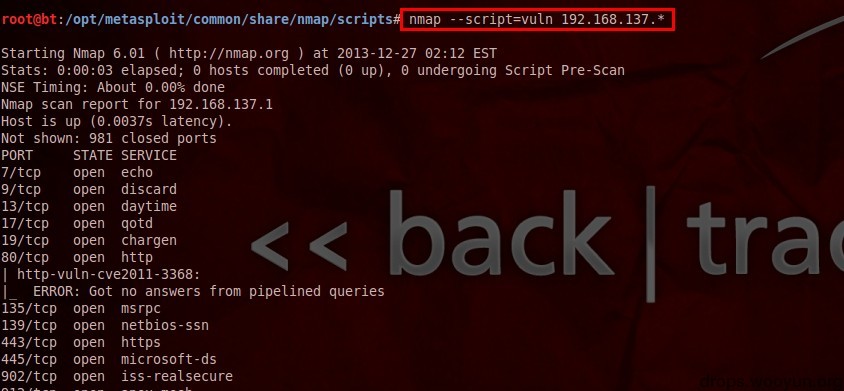 root@bt:/opt/metasploit/common/share/nmap/scripts# nmap --script=vuln 192.168.137.*
Starting Nmap 6.01 ( http://nmap.org ) at 2013-12-27 02:12 EST
Stats: 0:00:03 elapsed; 0 hosts completed (0 up), 0 undergoing Script Pre-Scan
NSE Timing: About 0.00% done
Nmap scan report for 192.168.137.1
Host is up (0.0037s latency).
Not shown: 981 closed ports
PORT STATE SERVICE
7/tcp open echo
9/tcp open discard
13/tcp open daytime
17/tcp open qotd
19/tcp open chargen
80/tcp open http
| http-vuln-cve2011-3368:
|_ ERROR: Got no answers from pipelined queries
135/tcp open msrpc
139/tcp open netbios-ssn
443/tcp open https
445/tcp open microsoft-ds
902/tcp open iss-realsecure
<< back | trac